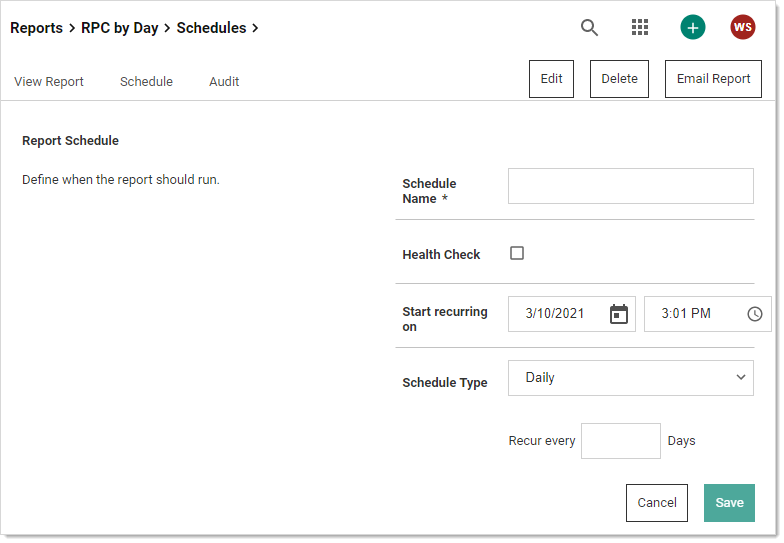 Reports > RPC by Day > Schedules >
WS
View Report Schedule Audit Edit Delete Email Report
Report Schedule
Define when the report should run.
Schedule
Name *
Health Check
Start recurring
on
3/10/2021 3:01 PM
Schedule Type Daily
Recur every Days
Cancel Save